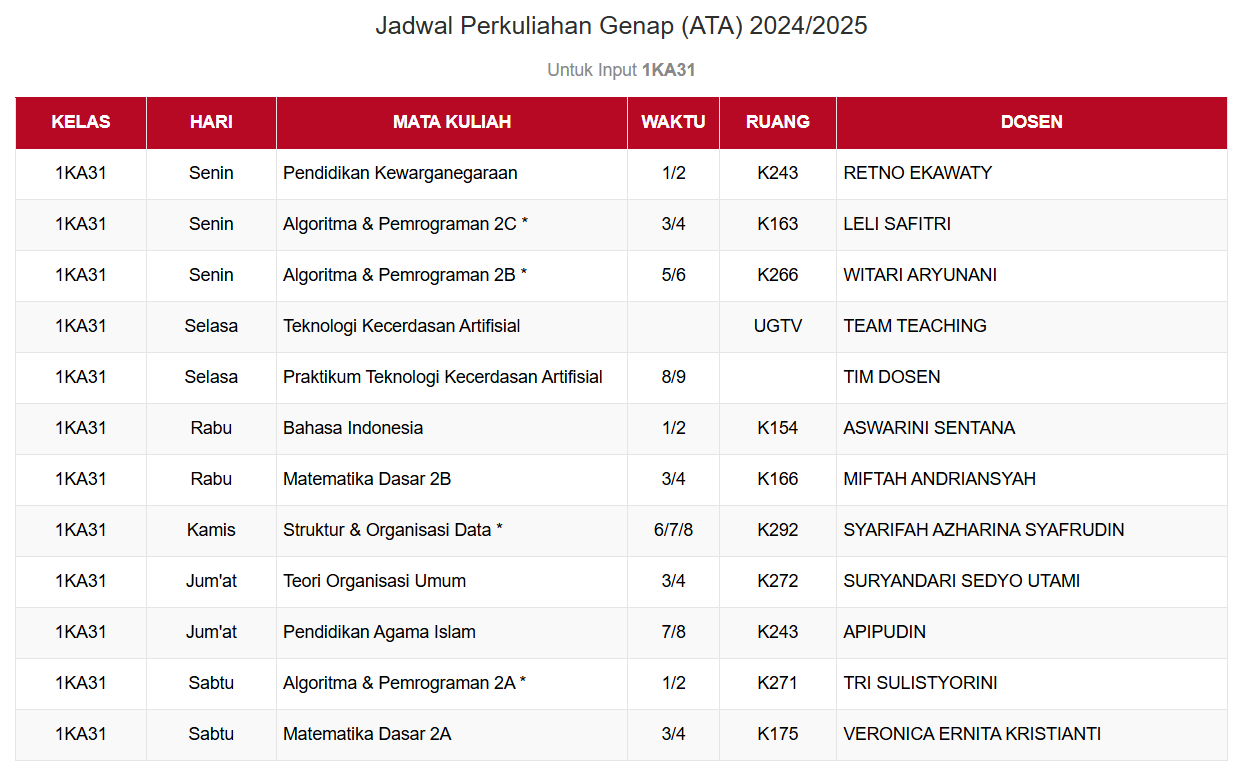 Jadwal Perkuliahan Genap (ATA) 2024/2025
Untuk Input 1KA31
KELAS HARI MATA KULIAH WAKTU RUANG DOSEN
1KA31 Senin Pendidikan Kewarganegaraan 1/2 K243 RETNO EKAWATY
1KA31 Senin Algoritma & Pemrograman 2C * 3/4 K163 LELI SAFITRI
1KA31 Senin Algoritma & Pemrograman 2B * 5/6 K266 WITARI ARYUNANI
1KA31 Selasa Teknologi Kecerdasan Artifisial UGTV TEAM TEACHING
1KA31 Selasa Praktikum Teknologi Kecerdasan Artifisial 8/9 TIM DOSEN
1KA31 Rabu Bahasa Indonesia 1/2 K154 ASWARINI SENTANA
1KA31 Rabu Matematika Dasar 2B 3/4 K166 MIFTAH ANDRIANSYAH
1KA31 Kamis Struktur & Organisasi Data * 6/7/8 K292 SYARIFAH AZHARINA SYAFRUDIN
1KA31 Jum'at Teori Organisasi Umum 3/4 K272 SURYANDARI SEDYO UTAMI
1KA31 Jum'at Pendidikan Agama Islam 7/8 K243 APIPUDIN
1KA31 Sabtu Algoritma & Pemrograman 2A * 1/2 K271 TRI SULISTYORINI
1KA31 Sabtu Matematika Dasar 2A 3/4 K175 VERONICA ERNITA KRISTIANTI